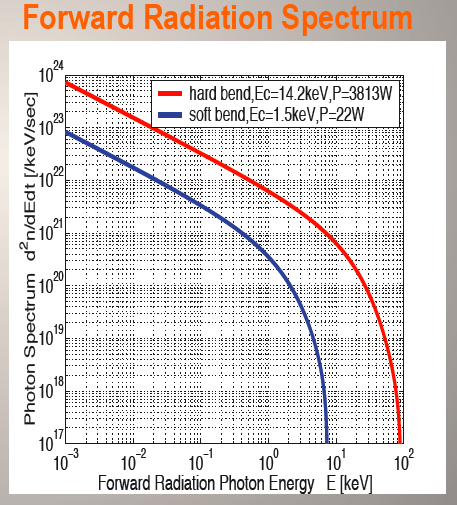 Forward Radiation Spectrum
10^24
hard bend,Ec=14.2keV,P=3813W
soft bend,Ec=1.5keV,P=22W
10^23
10^22
10^21
10^20
10^19
10^18
10^17
Photon Spectrum d^2n/dEdt [/keV/sec]
10^-3 10^-2 10^-1 10^0 10^1 10^2
Forward Radiation Photon Energy E [keV]